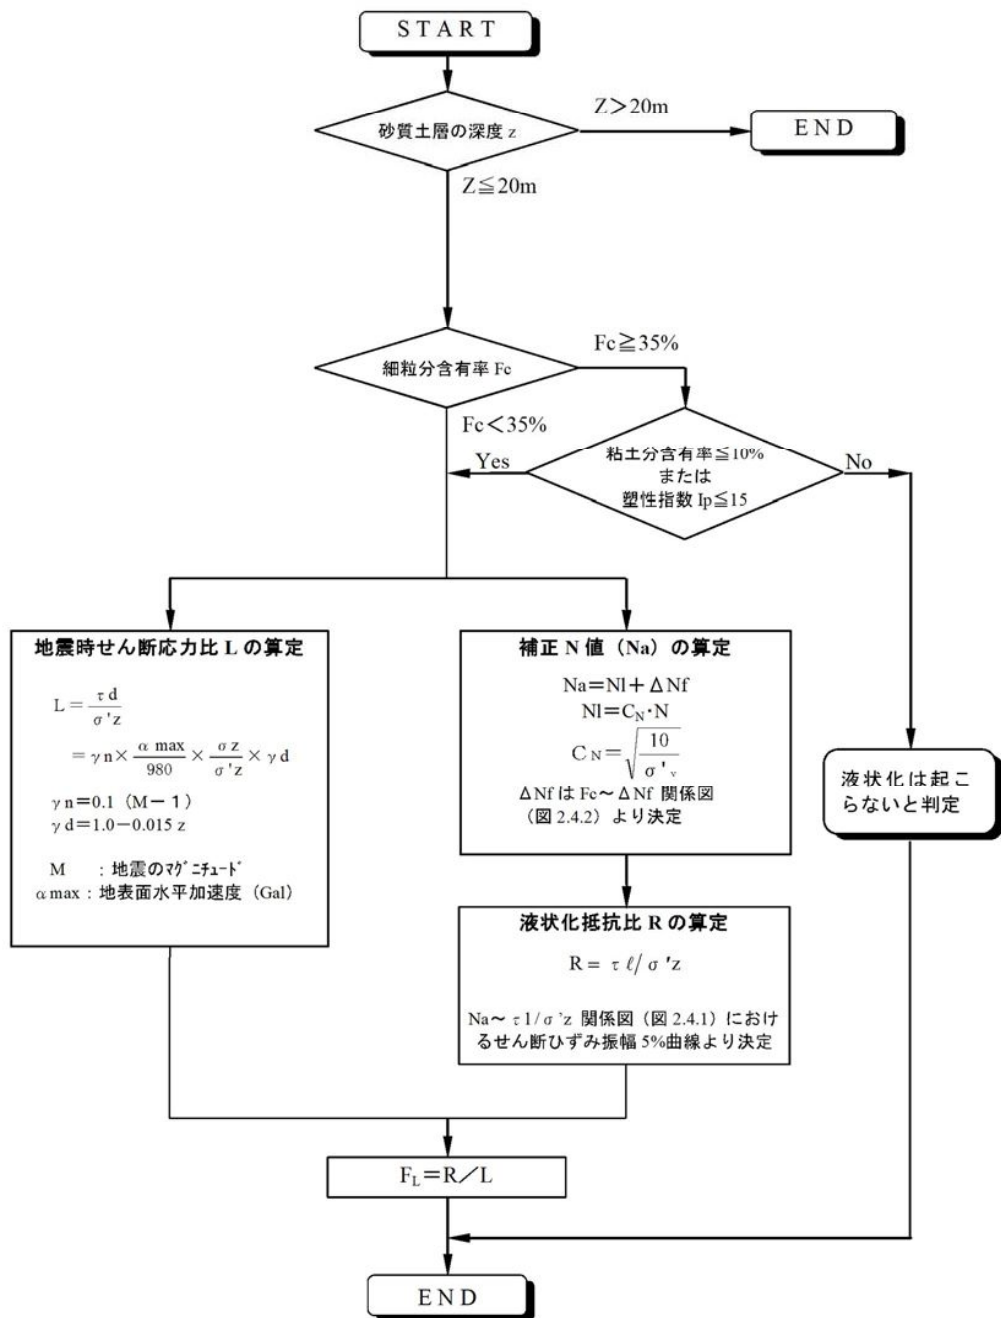 START
砂質土層の深度 z
Z＞20m
END
Z≦20m
細粒分含有率 Fc
Fc≧35%
Fc＜35%
粘土分含有率≦10%
または
塑性指数 Ip≦15
Yes
No
地震時せん断応力比 L の算定
L＝τd/σ'z
＝γn×α max/980×σz/σ'z×γd
γn=0.1（M－1）
γd=1.0－0.015 z
M ：地震のﾏｸﾞﾆﾁｭｰﾄﾞ
αmax：地表面水平加速度（Gal）
補正 N 値（Na）の算定
Na＝Nl＋ΔNf
Nl＝C_N・N
C_N＝√(10/σ'_v)
ΔNf は Fc～ΔNf 関係図
（図 2.4.2）より決定
液状化は起こ
らないと判定
液状化抵抗比 R の算定
R＝ τℓ/σ'z
Na～τl/σ'z 関係図（図 2.4.1）におけ
るせん断ひずみ振幅 5%曲線より決定
F_L＝R／L
END